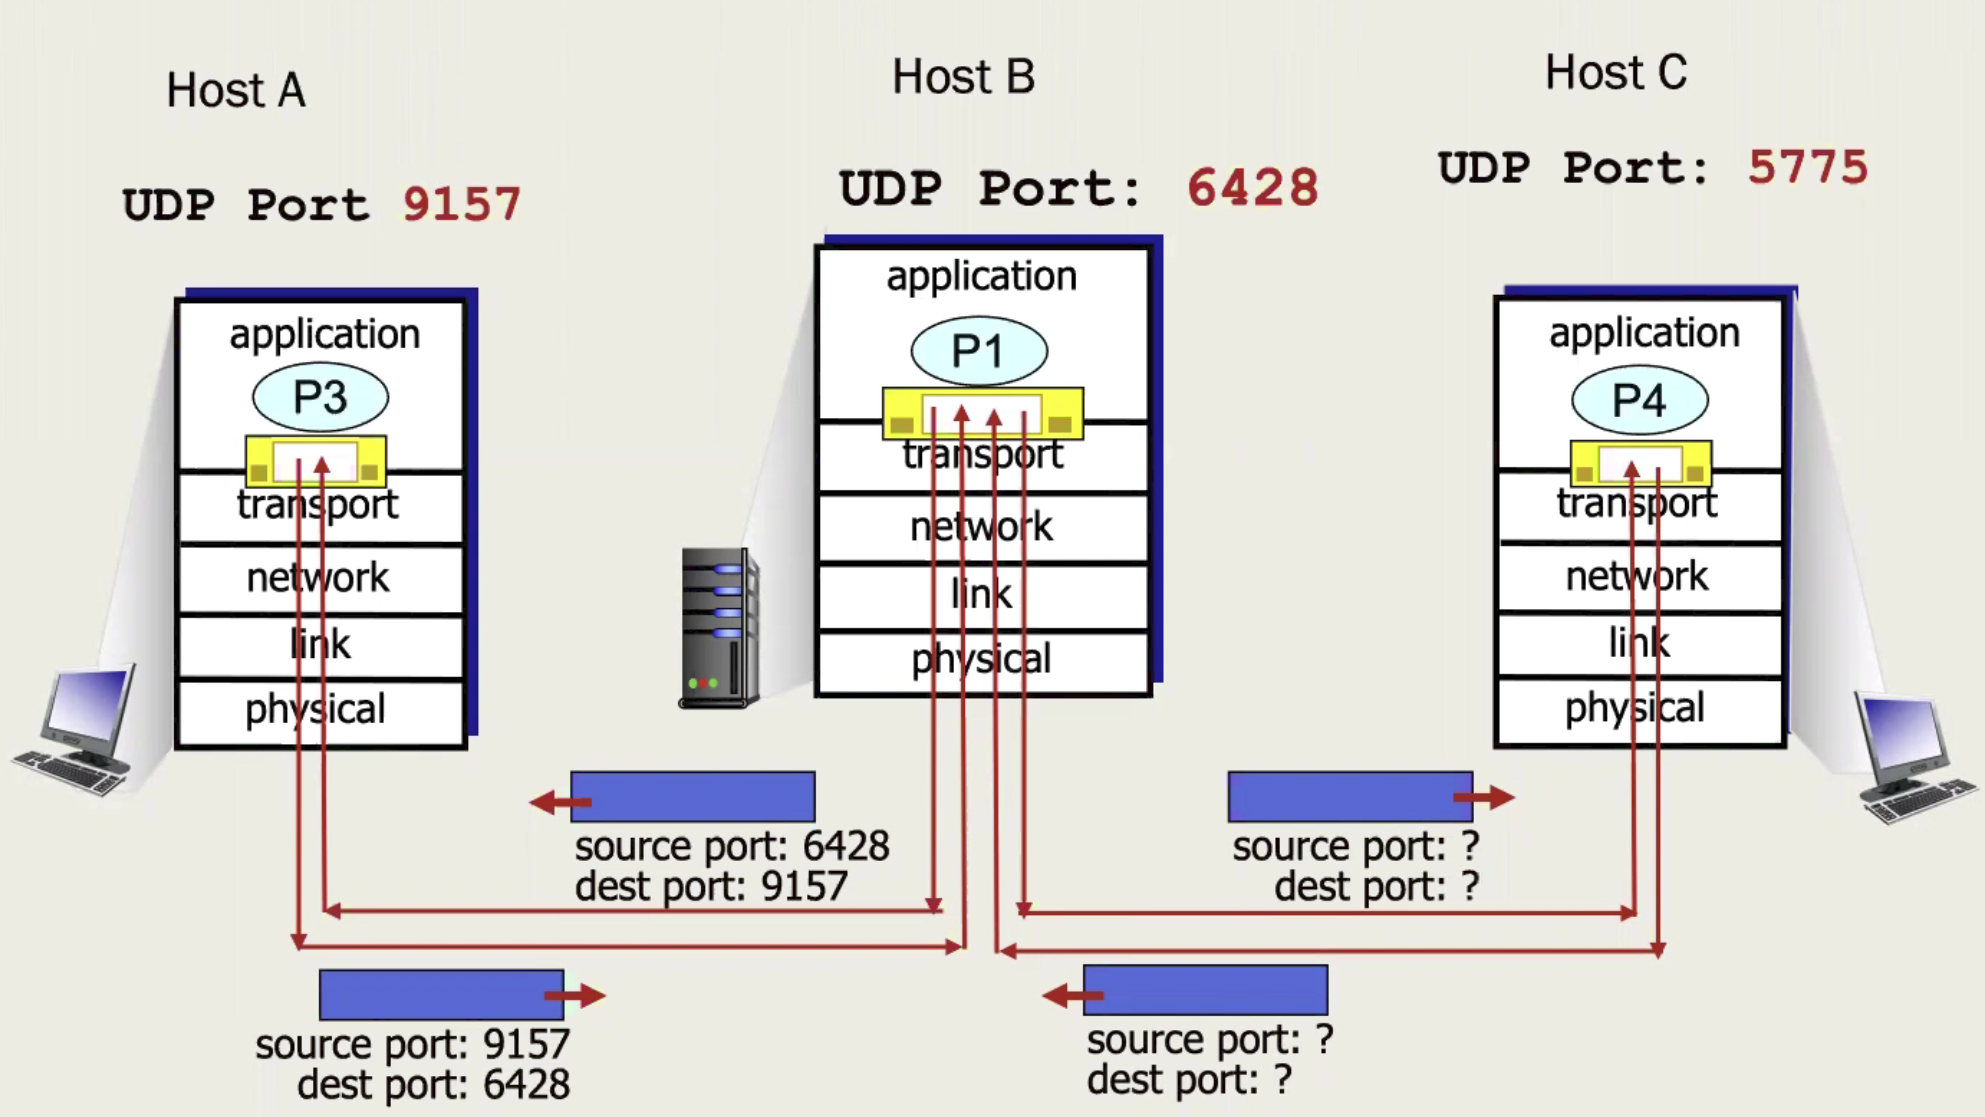 Host A
UDP Port 9157
application
P3
transport
network
link
physical
Host B
UDP Port: 6428
application
P1
transport
network
link
physical
Host C
UDP Port: 5775
application
P4
transport
network
link
physical
source port: 6428
dest port: 9157
source port: ?
dest port: ?
source port: 9157
dest port: 6428
source port: ?
dest port: ?